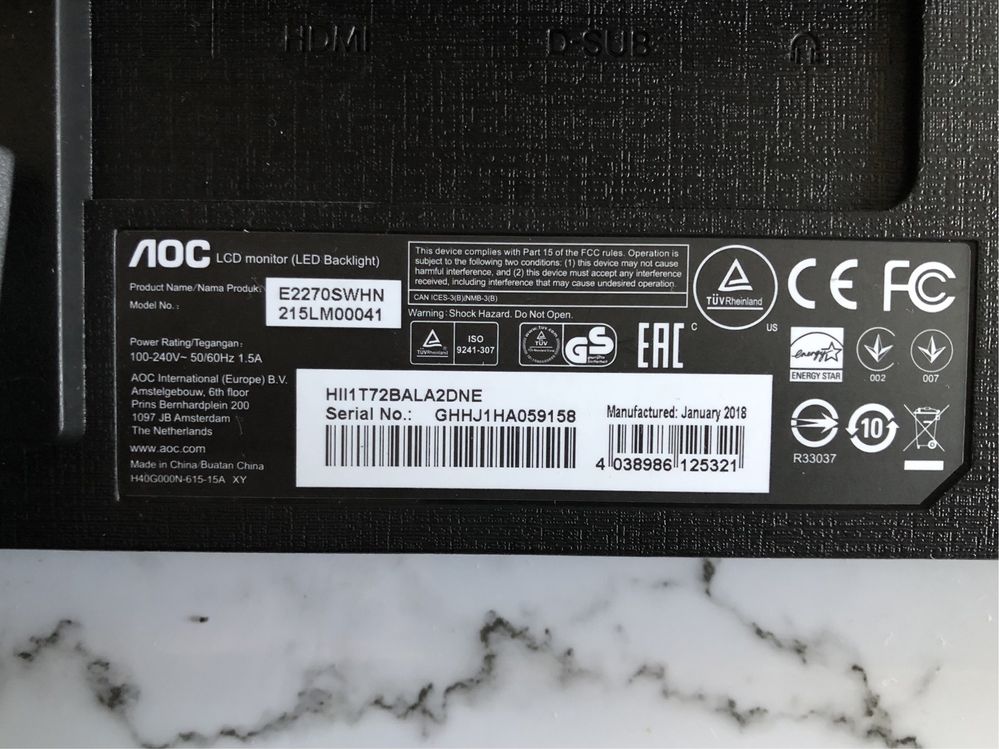 HDMI
D-SUB
AOC LCD monitor (LED Backlight)
Product Name/Nama Produk:
E2270SWHN
Model No.:
215LM00041
Power Rating/Tegangan:
100-240V~ 50/60Hz 1.5A
AOC International (Europe) B.V.
Amstelgebouw, 6th floor
Prins Bernhardplein 200
1097 JB Amsterdam
The Netherlands
www.aoc.com
Made in China/Buatan China
H40G000N-615-15A XY
This device complies with Part 15 of the FCC rules. Operation is
subject to the following two conditions: (1) this device may not cause
harmful interference, and (2) this device must accept any interference
received, including interference that may cause undesired operation.
CAN ICES-3(B)/NMB-3(B)
Warning: Shock Hazard. Do Not Open.
TÜVRheinland
ISO
9241-307
TÜV
GS
geprüfte Sicherheit
EAC
C TÜVRheinland US
CE FC
energy
ENERGY STAR
002
007
R33037
10
HII1T72BALA2DNE
Serial No.: GHHJ1HA059158
Manufactured: January 2018
4 038986 125321